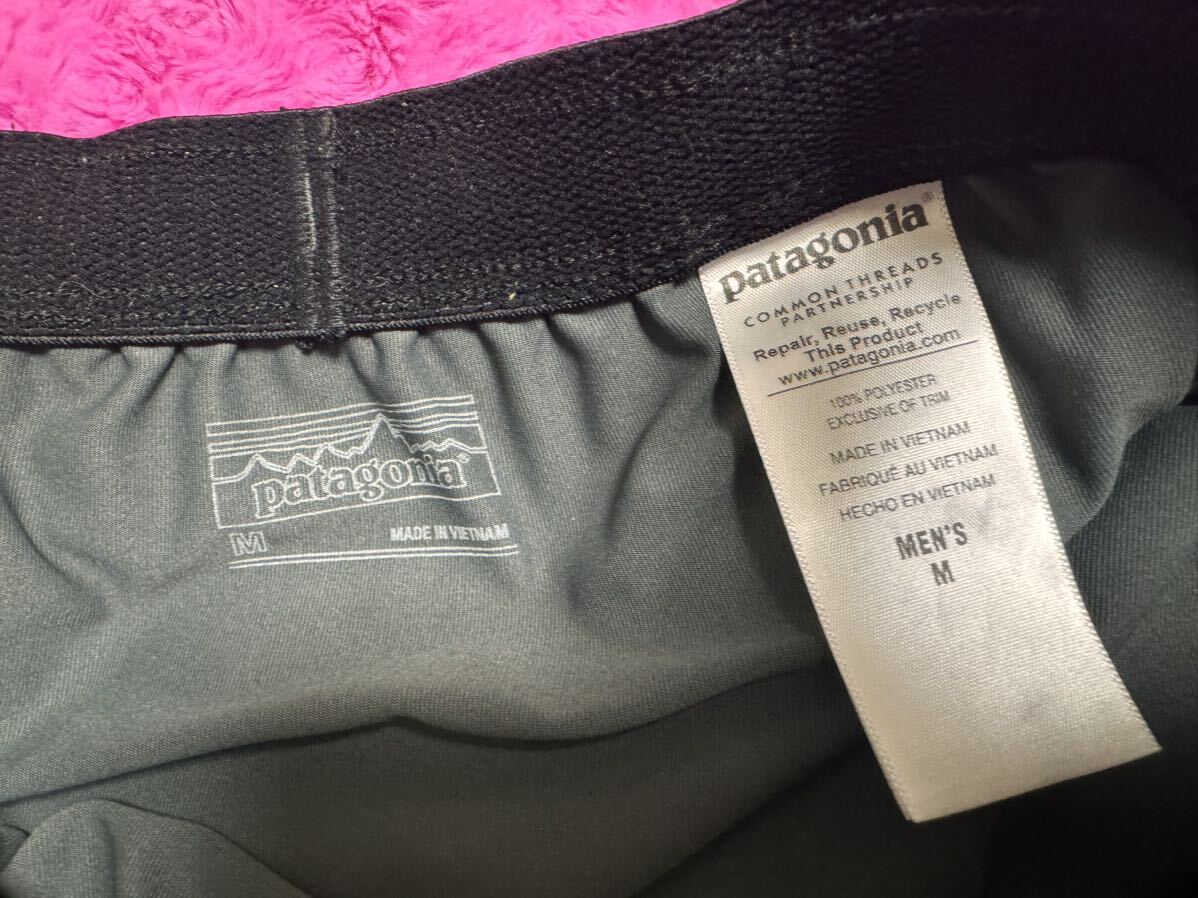 patagonia®
M MADE IN VIETNAM
patagonia®
COMMON THREADS
PARTNERSHIP
Repair, Reuse, Recycle
This Product
www.patagonia.com
100% POLYESTER
EXCLUSIVE OF TRIM
MADE IN VIETNAM
FABRIQUÉ AU VIETNAM
HECHO EN VIETNAM
MEN'S
M